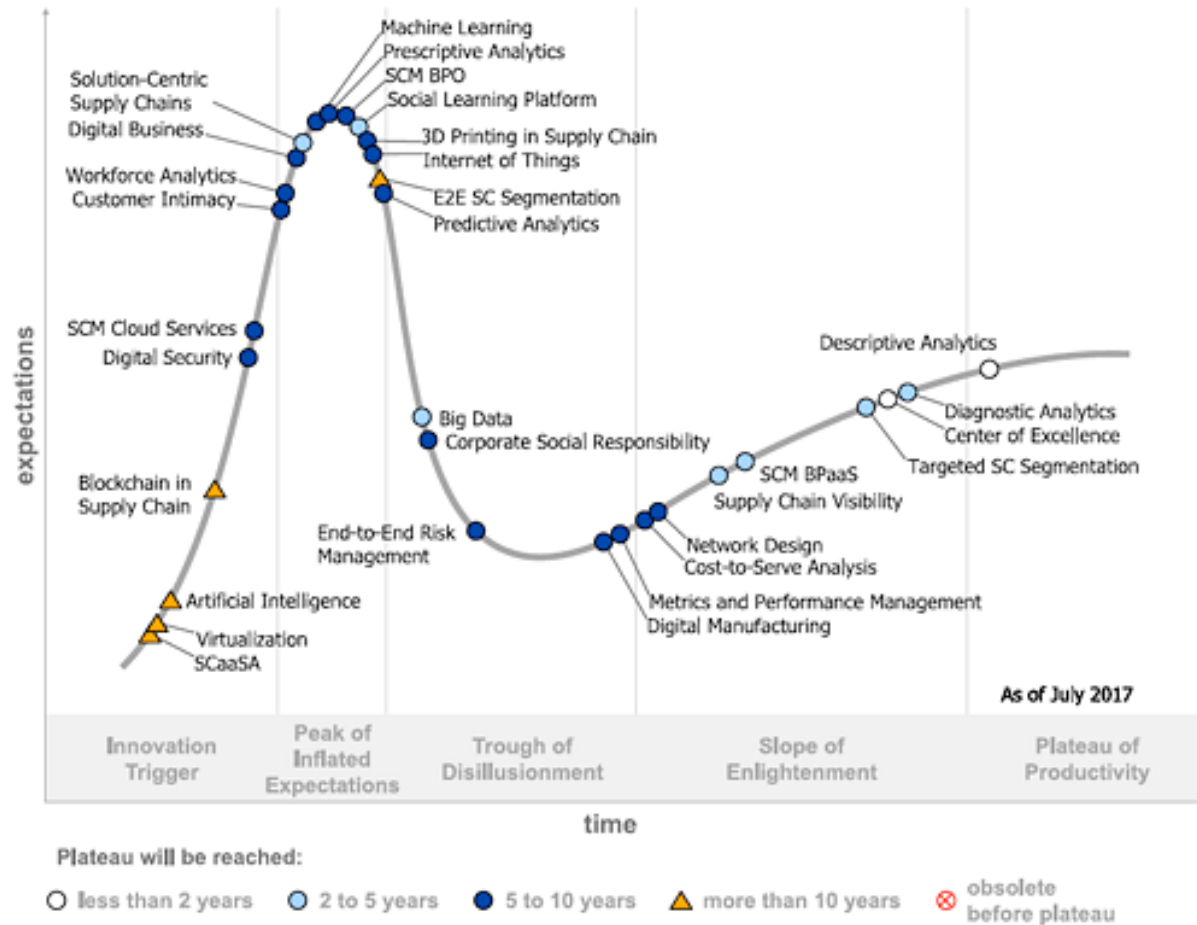 Machine Learning
Prescriptive Analytics
SCM BPO
Social Learning Platform
Solution-Centric
Supply Chains
Digital Business
3D Printing in Supply Chain
Internet of Things
Workforce Analytics
Customer Intimacy
E2E SC Segmentation
Predictive Analytics
SCM Cloud Services
Digital Security
Descriptive Analytics
expectations
Big Data
Corporate Social Responsibility
Diagnostic Analytics
Center of Excellence
Targeted SC Segmentation
Blockchain in
Supply Chain
SCM BPaaS
Supply Chain Visibility
End-to-End Risk
Management
Network Design
Cost-to-Serve Analysis
Artificial Intelligence
Metrics and Performance Management
Digital Manufacturing
Virtualization
SCaaSA
As of July 2017
Innovation
Trigger
Peak of
Inflated
Expectations
Trough of
Disillusionment
Slope of
Enlightenment
Plateau of
Productivity
time
Plateau will be reached:
less than 2 years
2 to 5 years
5 to 10 years
more than 10 years
obsolete
before plateau